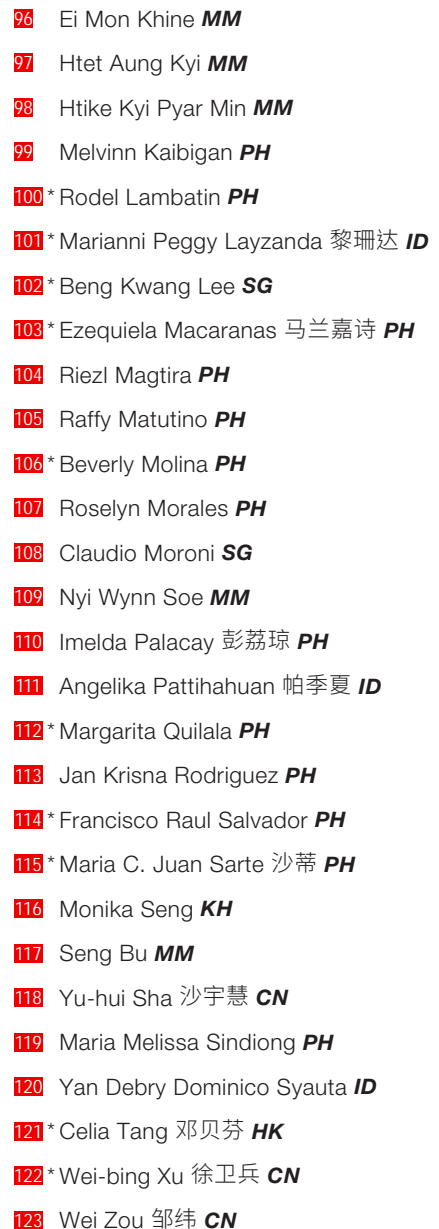 96 Ei Mon Khine MM
97 Htet Aung Kyi MM
98 Htike Kyi Pyar Min MM
99 Melvinn Kaibigan PH
100 * Rodel Lambatin PH
101 * Marianni Peggy Layzanda 黎珊达 ID
102 * Beng Kwang Lee SG
103 * Ezequiela Macaranas 马兰嘉诗 PH
104 Riezl Magtira PH
105 Raffy Matutino PH
106 * Beverly Molina PH
107 Roselyn Morales PH
108 Claudio Moroni SG
109 Nyi Wynn Soe MM
110 Imelda Palacay 彭荔琼 PH
111 Angelika Pattihahuan 帕季夏 ID
112 * Margarita Quilala PH
113 Jan Krisna Rodriguez PH
114 * Francisco Raul Salvador PH
115 * Maria C. Juan Sarte 沙蒂 PH
116 Monika Seng KH
117 Seng Bu MM
118 Yu-hui Sha 沙宇慧 CN
119 Maria Melissa Sindiong PH
120 Yan Debry Dominico Syauta ID
121 * Celia Tang 邓贝芬 HK
122 * Wei-bing Xu 徐卫兵 CN
123 Wei Zou 邹纬 CN